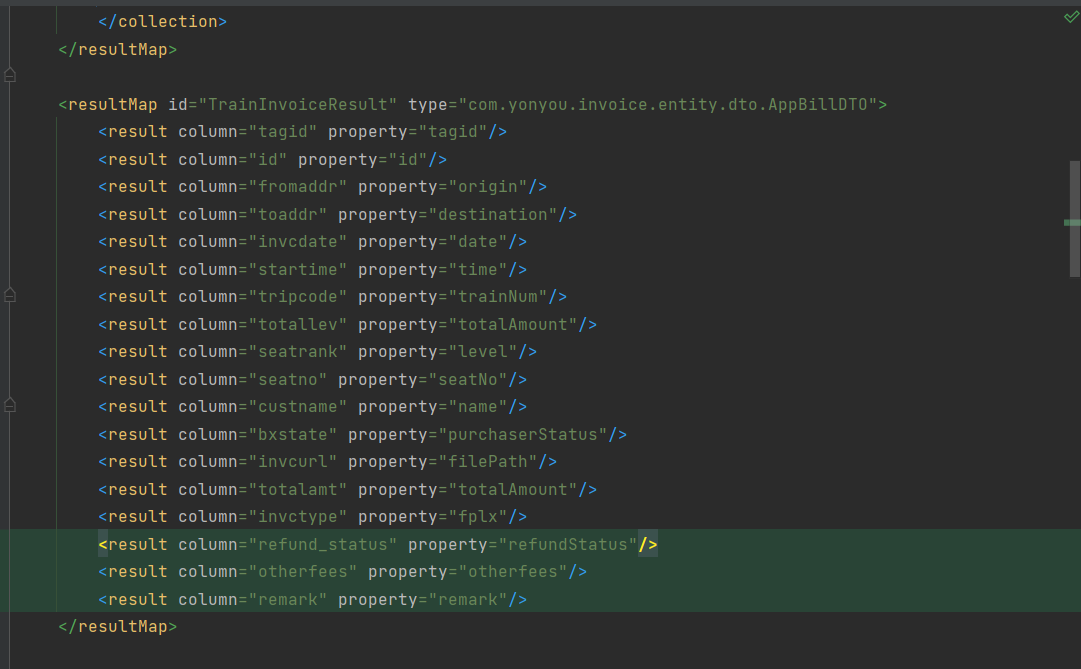 </collection>
</resultMap>
<resultMap id="TrainInvoiceResult" type="com.yonyou.invoice.entity.dto.AppBillDTO">
<result column="tagid" property="tagid"/>
<result column="id" property="id"/>
<result column="fromaddr" property="origin"/>
<result column="toaddr" property="destination"/>
<result column="invcdate" property="date"/>
<result column="startime" property="time"/>
<result column="tripcode" property="trainNum"/>
<result column="totallev" property="totalAmount"/>
<result column="seatrank" property="level"/>
<result column="seatno" property="seatNo"/>
<result column="custname" property="name"/>
<result column="bxstate" property="purchaserStatus"/>
<result column="invcurl" property="filePath"/>
<result column="totalamt" property="totalAmount"/>
<result column="invctype" property="fplx"/>
<result column="refund_status" property="refundStatus"/>
<result column="otherfees" property="otherfees"/>
<result column="remark" property="remark"/>
</resultMap>